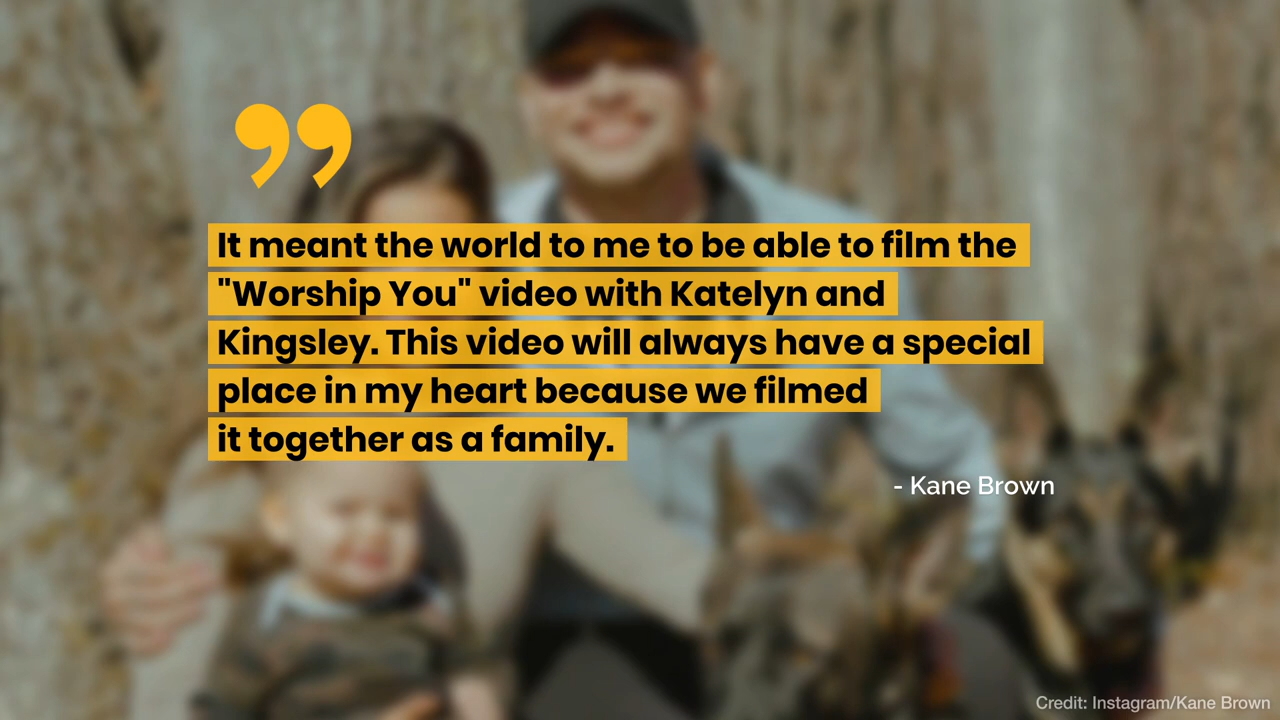 ”
It meant the world to me to be able to film the
"Worship You" video with Katelyn and
Kingsley. This video will always have a special
place in my heart because we filmed
it together as a family.
- Kane Brown
Credit: Instagram/Kane Brown